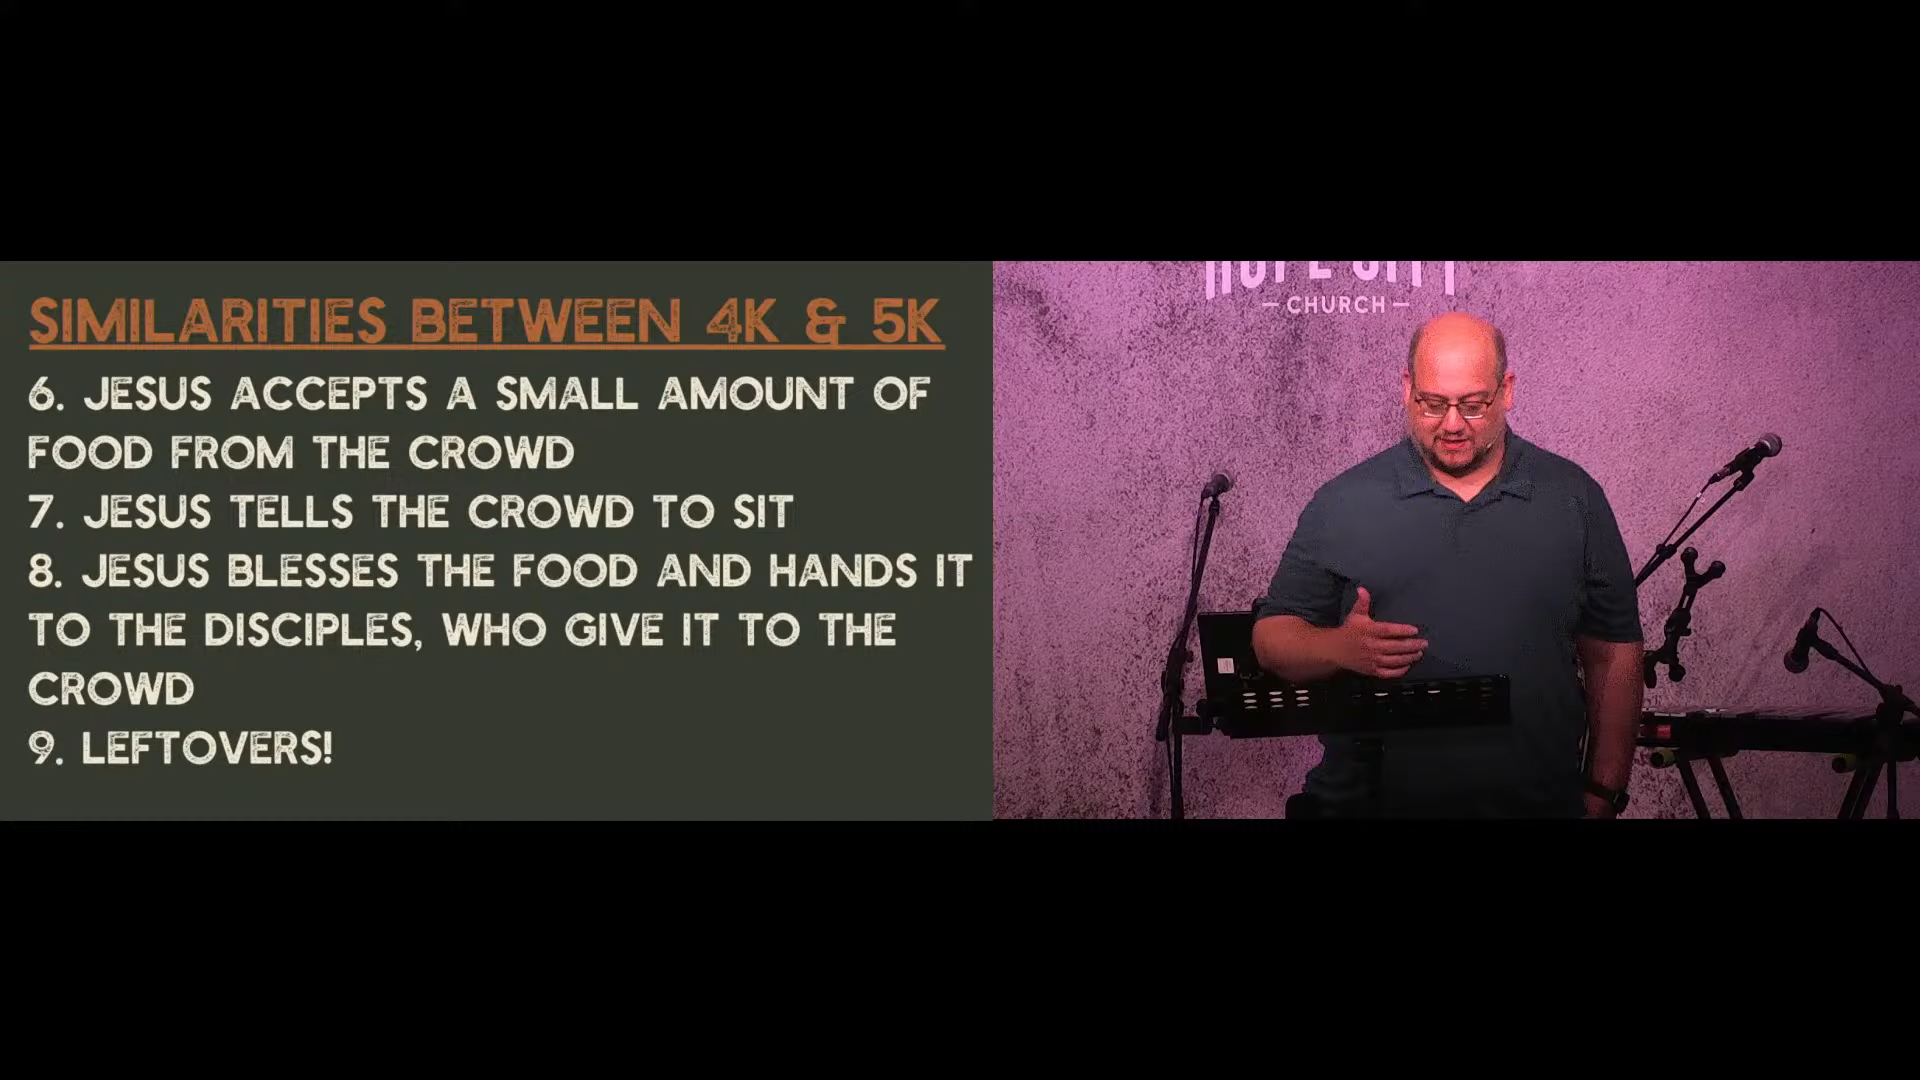 SIMILARITIES BETWEEN 4K & 5K
6. JESUS ACCEPTS A SMALL AMOUNT OF
FOOD FROM THE CROWD
7. JESUS TELLS THE CROWD TO SIT
8. JESUS BLESSES THE FOOD AND HANDS IT
TO THE DISCIPLES, WHO GIVE IT TO THE
CROWD
9. LEFTOVERS!
HOPE CITY
– CHURCH –